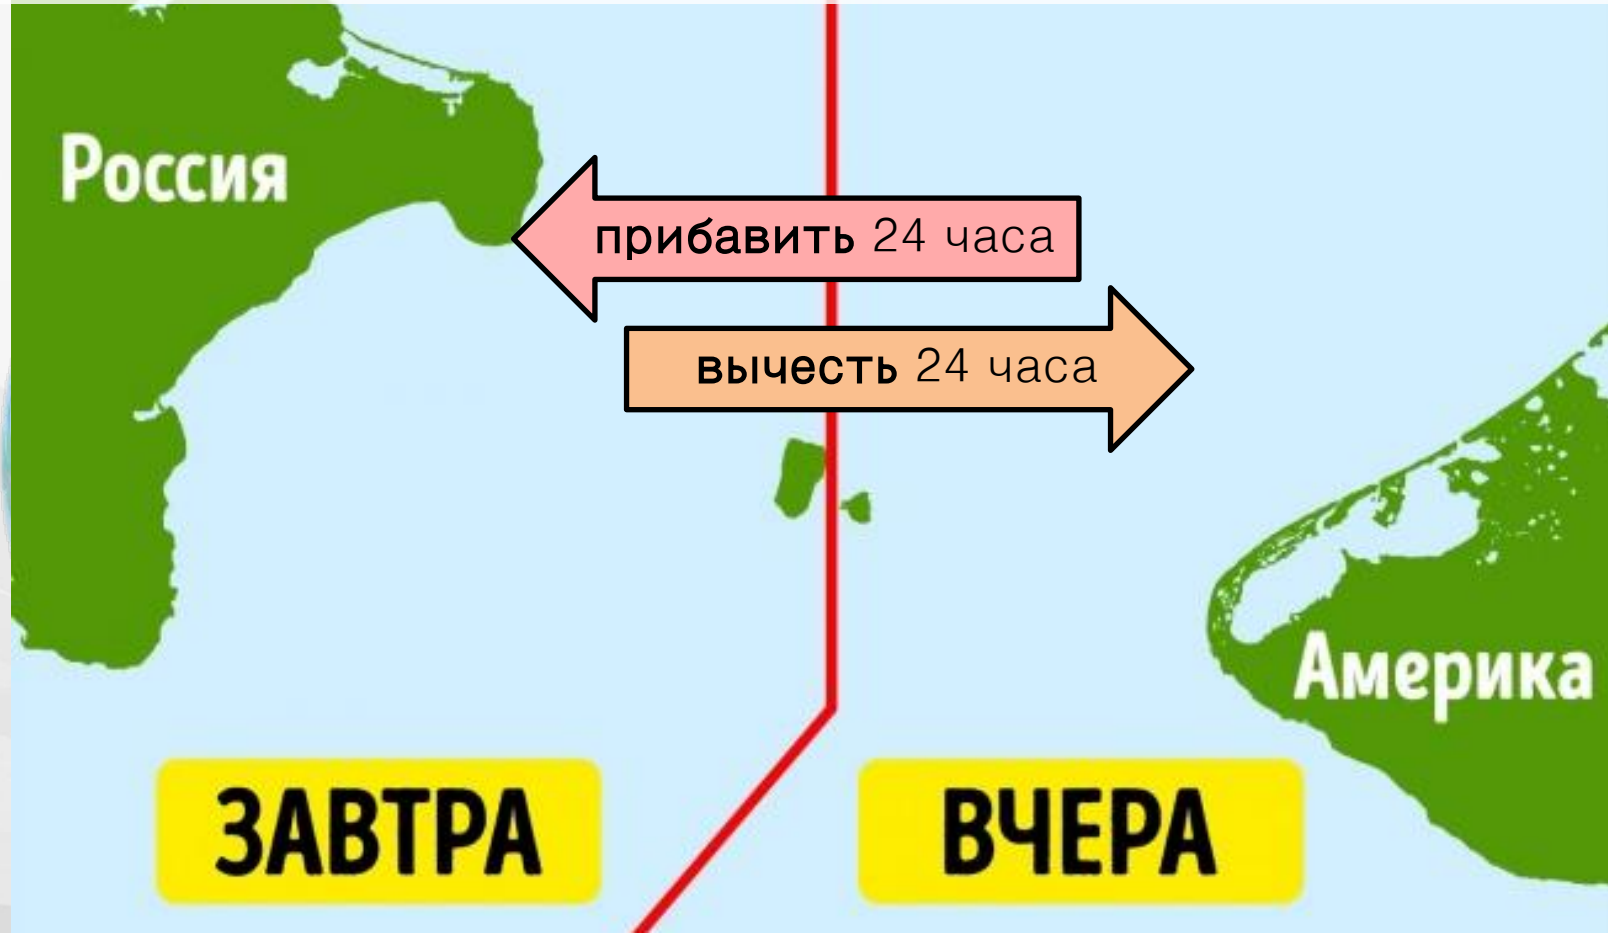 Россия
прибавить 24 часа
вычесть 24 часа
Америка
ЗАВТРА
ВЧЕРА